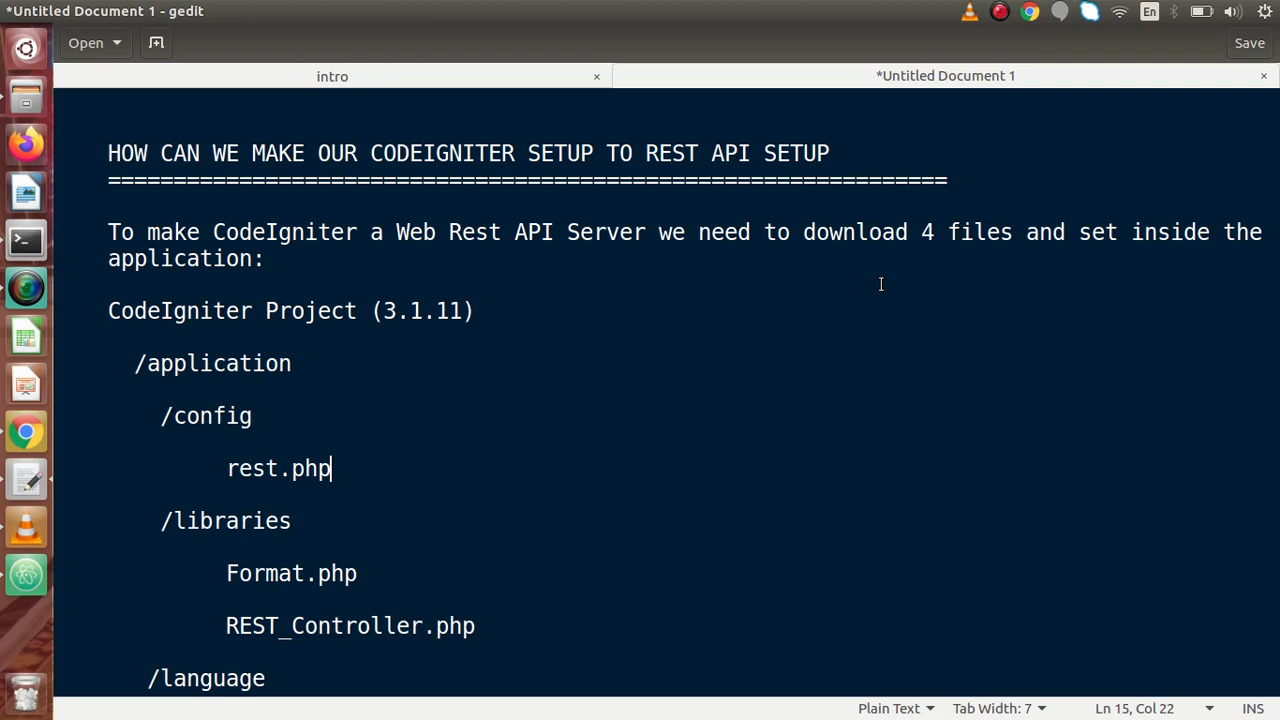 *Untitled Document 1 - gedit
En
Open
Save
intro ×
*Untitled Document 1 ×
HOW CAN WE MAKE OUR CODEIGNITER SETUP TO REST API SETUP
================================================================
To make CodeIgniter a Web Rest API Server we need to download 4 files and set inside the
application:
CodeIgniter Project (3.1.11)
/application
/config
rest.php
/libraries
Format.php
REST_Controller.php
/language
Plain Text Tab Width: 7 Ln 15, Col 22 INS